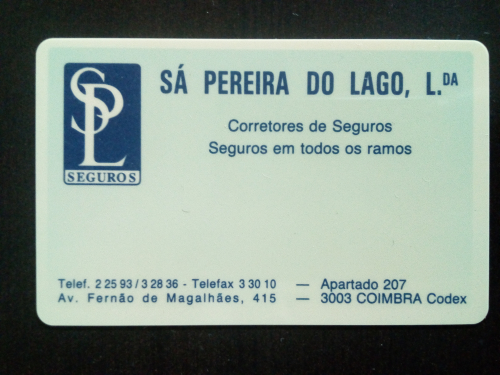 SPL
SEGUROS
SÁ PEREIRA DO LAGO, L.DA
Corretores de Seguros
Seguros em todos os ramos
Telef. 2 25 93 / 3 28 36 - Telefax 3 30 10 — Apartado 207
Av. Fernão de Magalhães, 415 — 3003 COIMBRA Codex